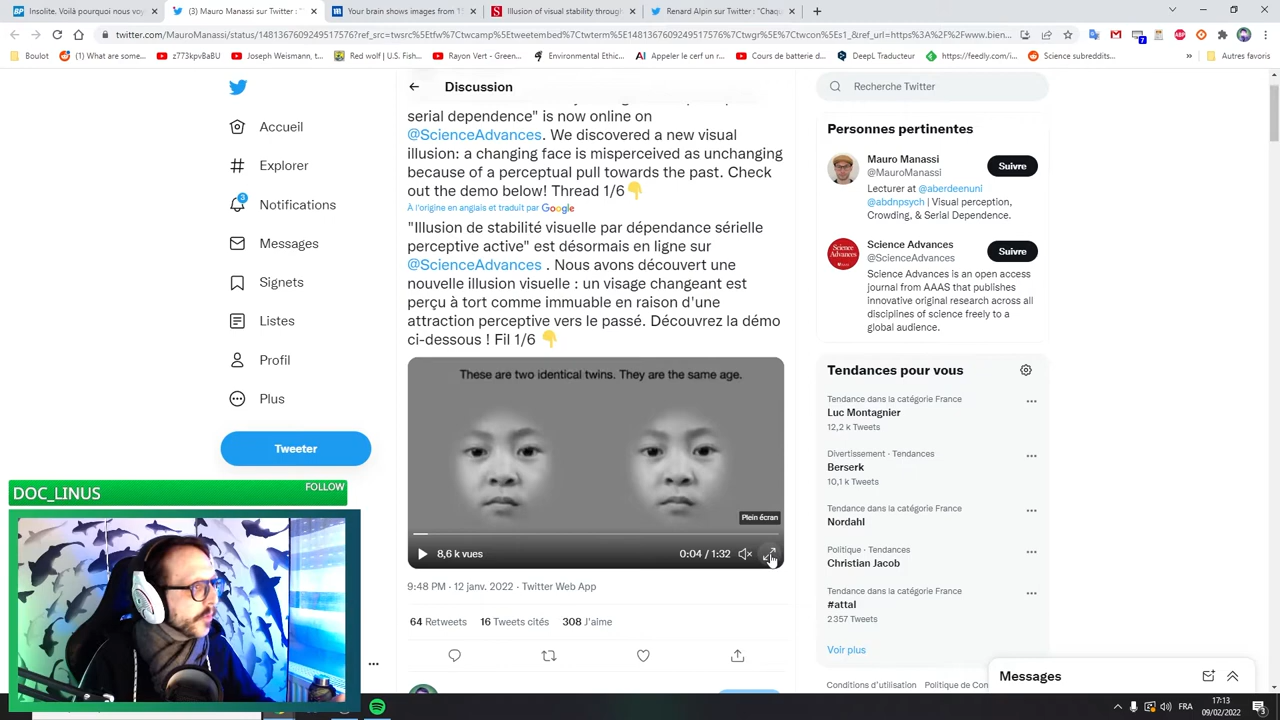 Insolite, Voilà pourquoi nous voy
(3) Mauro Manassi sur Twitter : "
Your brain shows images from 15
Illusion of visual stability through
Renard Alpin sur Twitter : "Chaq
twitter.com/MauroManassi/status/1481367609249517576?ref_src=twsrc%5Etfw%7Ctwcamp%5Etweetembed%7Ctwterm%5E1481367609249517576%7Ctwgr%5E%7Ctwcon%5Es1_&ref_url=https%3A%2F%2Fwww.bien...
Boulot
(1) What are some...
z773kpvBaBU
Joseph Weismann, t...
Red wolf | Species...
Rayon Vert - Green...
Environmental Ethic...
Appeler le cerf un r...
Cours de batterie d...
DeepL Traducteur
https://feedly.com/i...
Science subreddits...
»
Autres favoris
Discussion
Recherche Twitter
Accueil
Explorer
3
Notifications
Messages
Signets
Listes
Profil
Plus
Tweeter
serial dependence" is now online on
@ScienceAdvances. We discovered a new visual
illusion: a changing face is misperceived as unchanging
because of a perceptual pull towards the past. Check
out the demo below! Thread 1/6👇
À l'origine en anglais et traduit par Google
"Illusion de stabilité visuelle par dépendance sérielle
perceptive active" est désormais en ligne sur
@ScienceAdvances . Nous avons découvert une
nouvelle illusion visuelle : un visage changeant est
perçu à tort comme immuable en raison d'une
attraction perceptive vers le passé. Découvrez la démo
ci-dessous ! Fil 1/6 👇
These are two identical twins. They are the same age.
Plein écran
8,6 k vues
0:04 / 1:32
9:48 PM · 12 janv. 2022 · Twitter Web App
64 Retweets 16 Tweets cités 308 J'aime
Personnes pertinentes
Mauro Manassi
@MauroManassi
Suivre
Lecturer at @aberdeenuni
@abdnpsych | Visual perception,
Crowding, & Serial Dependence.
Science Advances
@ScienceAdvances
Suivre
Science Advances is an open access
journal from AAAS that publishes
innovative original research across all
disciplines of science freely to a
global audience.
Tendances pour vous
Tendance dans la catégorie France
Luc Montagnier
12,2 k Tweets
Divertissement · Tendances
Berserk
10,1 k Tweets
Tendance dans la catégorie France
Nordahl
Politique · Tendances
Christian Jacob
Tendance dans la catégorie France
#attal
2 357 Tweets
Voir plus
Conditions d'utilisation Politique de Con
Messages
DOC_LINUS
FOLLOW
FRA
17:13
09/02/2022
3